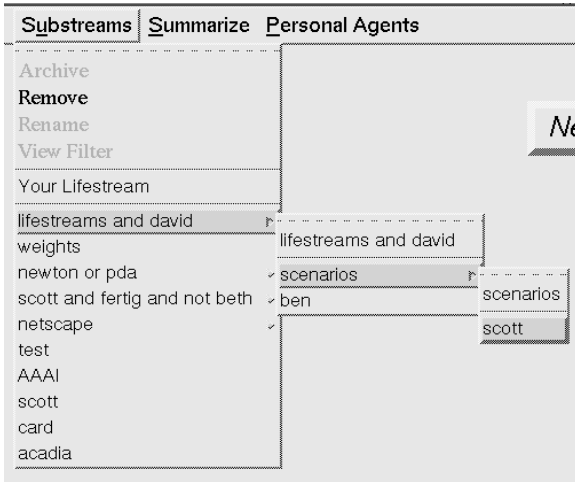 Substreams Summarize Personal Agents
Archive
Remove
Rename
View Filter
Your Lifestream
lifestreams and david
weights
newton or pda
scott and fertig and not beth
netscape
test
AAAI
scott
card
acadia
lifestreams and david
scenarios
ben
scenarios
scott